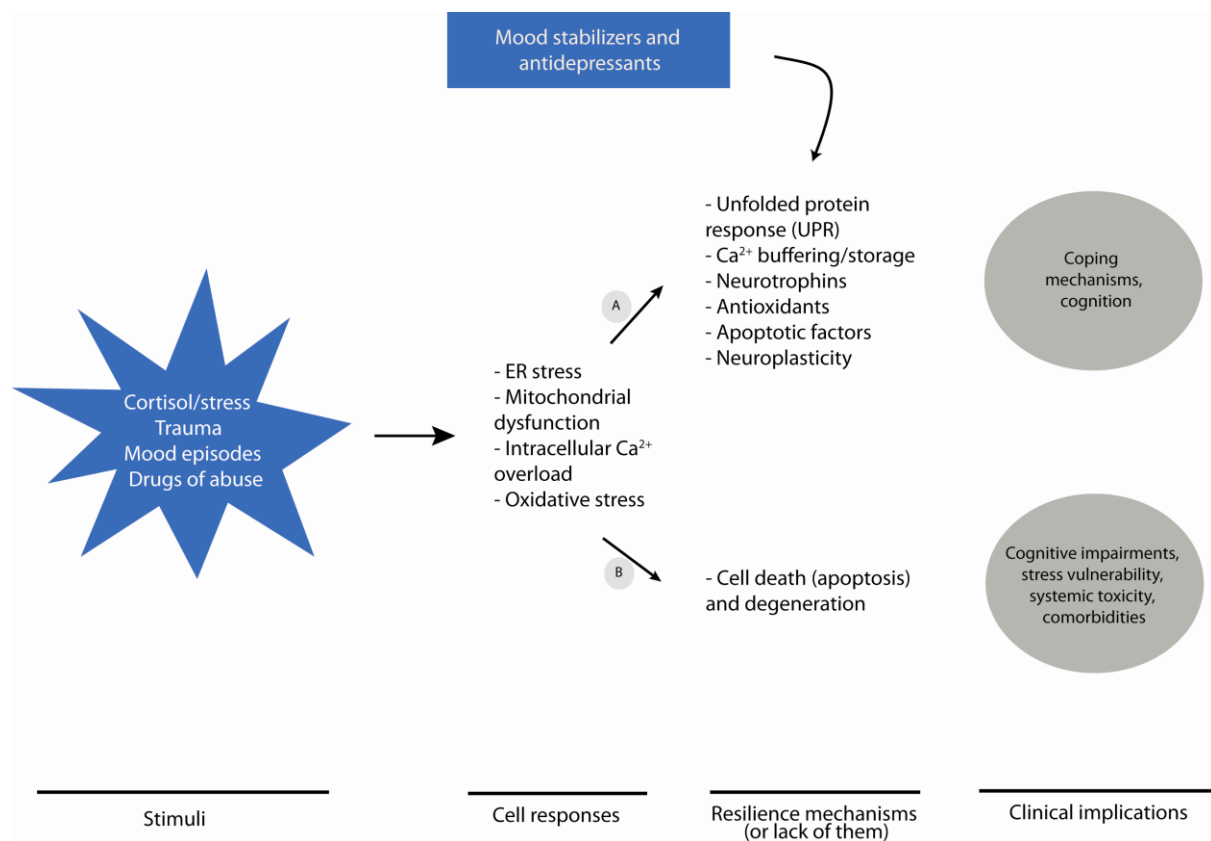 Mood stabilizers and
antidepressants
- Unfolded protein
response (UPR)
- Ca²⁺ buffering/storage
- Neurotrophins
- Antioxidants
- Apoptotic factors
- Neuroplasticity
Coping
mechanisms,
cognition
A
Cortisol/stress
Trauma
Mood episodes
Drugs of abuse
- ER stress
- Mitochondrial
dysfunction
- Intracellular Ca²⁺
overload
- Oxidative stress
B
- Cell death (apoptosis)
and degeneration
Cognitive impairments,
stress vulnerability,
systemic toxicity,
comorbidities
Stimuli
Cell responses
Resilience mechanisms
(or lack of them)
Clinical implications